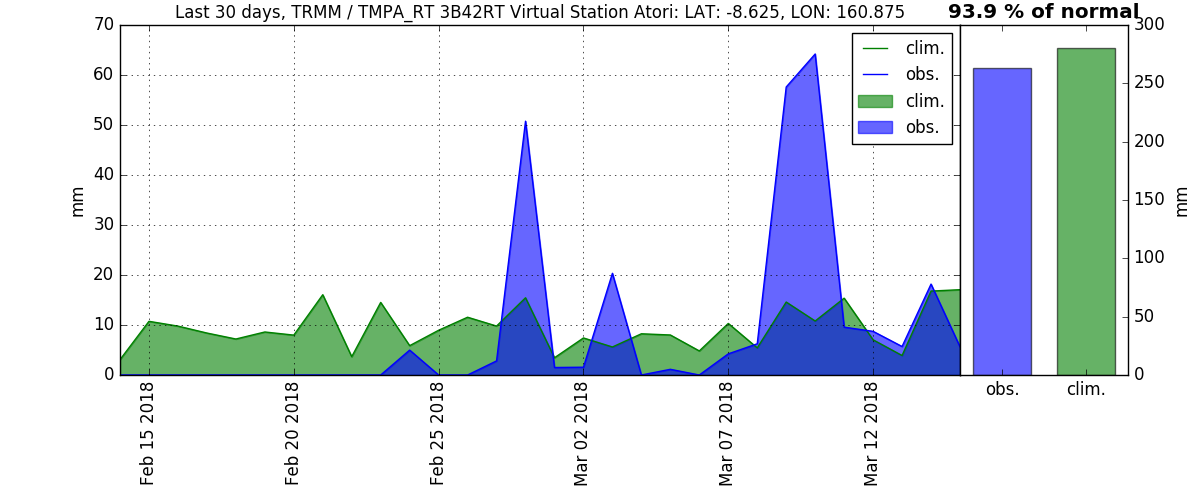 Last 30 days, TRMM / TMPA_RT 3B42RT Virtual Station Atori: LAT: -8.625, LON: 160.875
93.9 % of normal
70
60
50
40
30
20
10
0
mm
clim.
obs.
clim.
obs.
300
250
200
150
100
50
0
mm
obs.
clim.
Feb 15 2018
Feb 20 2018
Feb 25 2018
Mar 02 2018
Mar 07 2018
Mar 12 2018